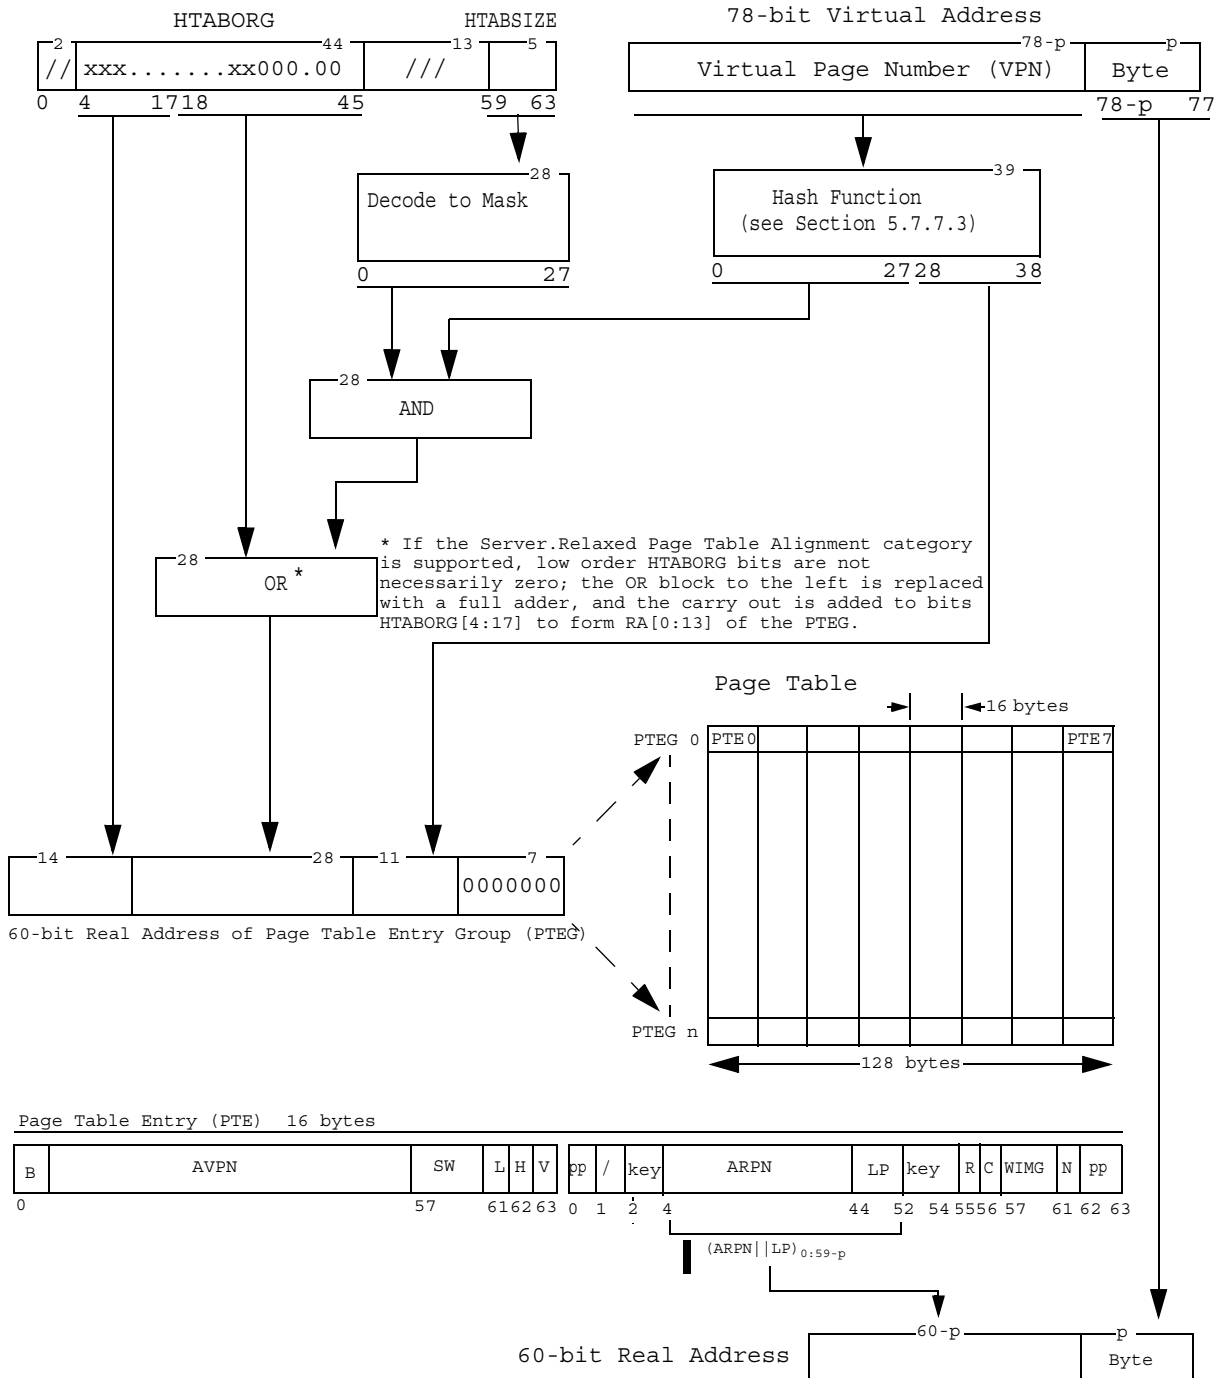 HTABORG HTABSIZE 78-bit Virtual Address
2 44 13 5 78-p p
// xxx.......xx000.00 /// Virtual Page Number (VPN) Byte
0 4 17 18 45 59 63 78-p 77
28 39
Decode to Mask Hash Function
(see Section 5.7.7.3)
0 27 0 27 28 38
28
AND
28
OR *
* If the Server.Relaxed Page Table Alignment category
is supported, low order HTABORG bits are not
necessarily zero; the OR block to the left is replaced
with a full adder, and the carry out is added to bits
HTABORG[4:17] to form RA[0:13] of the PTEG.
Page Table
16 bytes
PTEG 0 PTE0 PTE7
14 28 11 7
0000000
60-bit Real Address of Page Table Entry Group (PTEG)
PTEG n
128 bytes
Page Table Entry (PTE) 16 bytes
B AVPN SW L H V pp / key ARPN LP key R C WIMG N pp
0 57 61 62 63 0 1 2 4 44 52 54 55 56 57 61 62 63
(ARPN||LP)0:59-p
60-p p
60-bit Real Address Byte